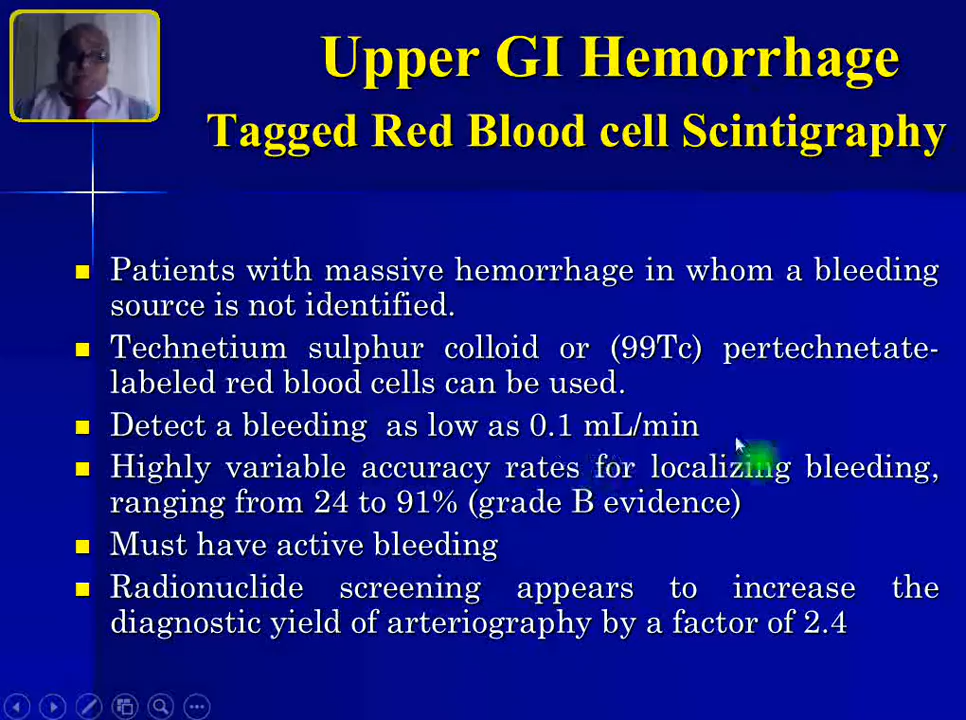 Upper GI Hemorrhage
Tagged Red Blood cell Scintigraphy
Patients with massive hemorrhage in whom a bleeding
source is not identified.
Technetium sulphur colloid or (99Tc) pertechnetate-
labeled red blood cells can be used.
Detect a bleeding as low as 0.1 mL/min
Highly variable accuracy rates for localizing bleeding,
ranging from 24 to 91% (grade B evidence)
Must have active bleeding
Radionuclide screening appears to increase the
diagnostic yield of arteriography by a factor of 2.4